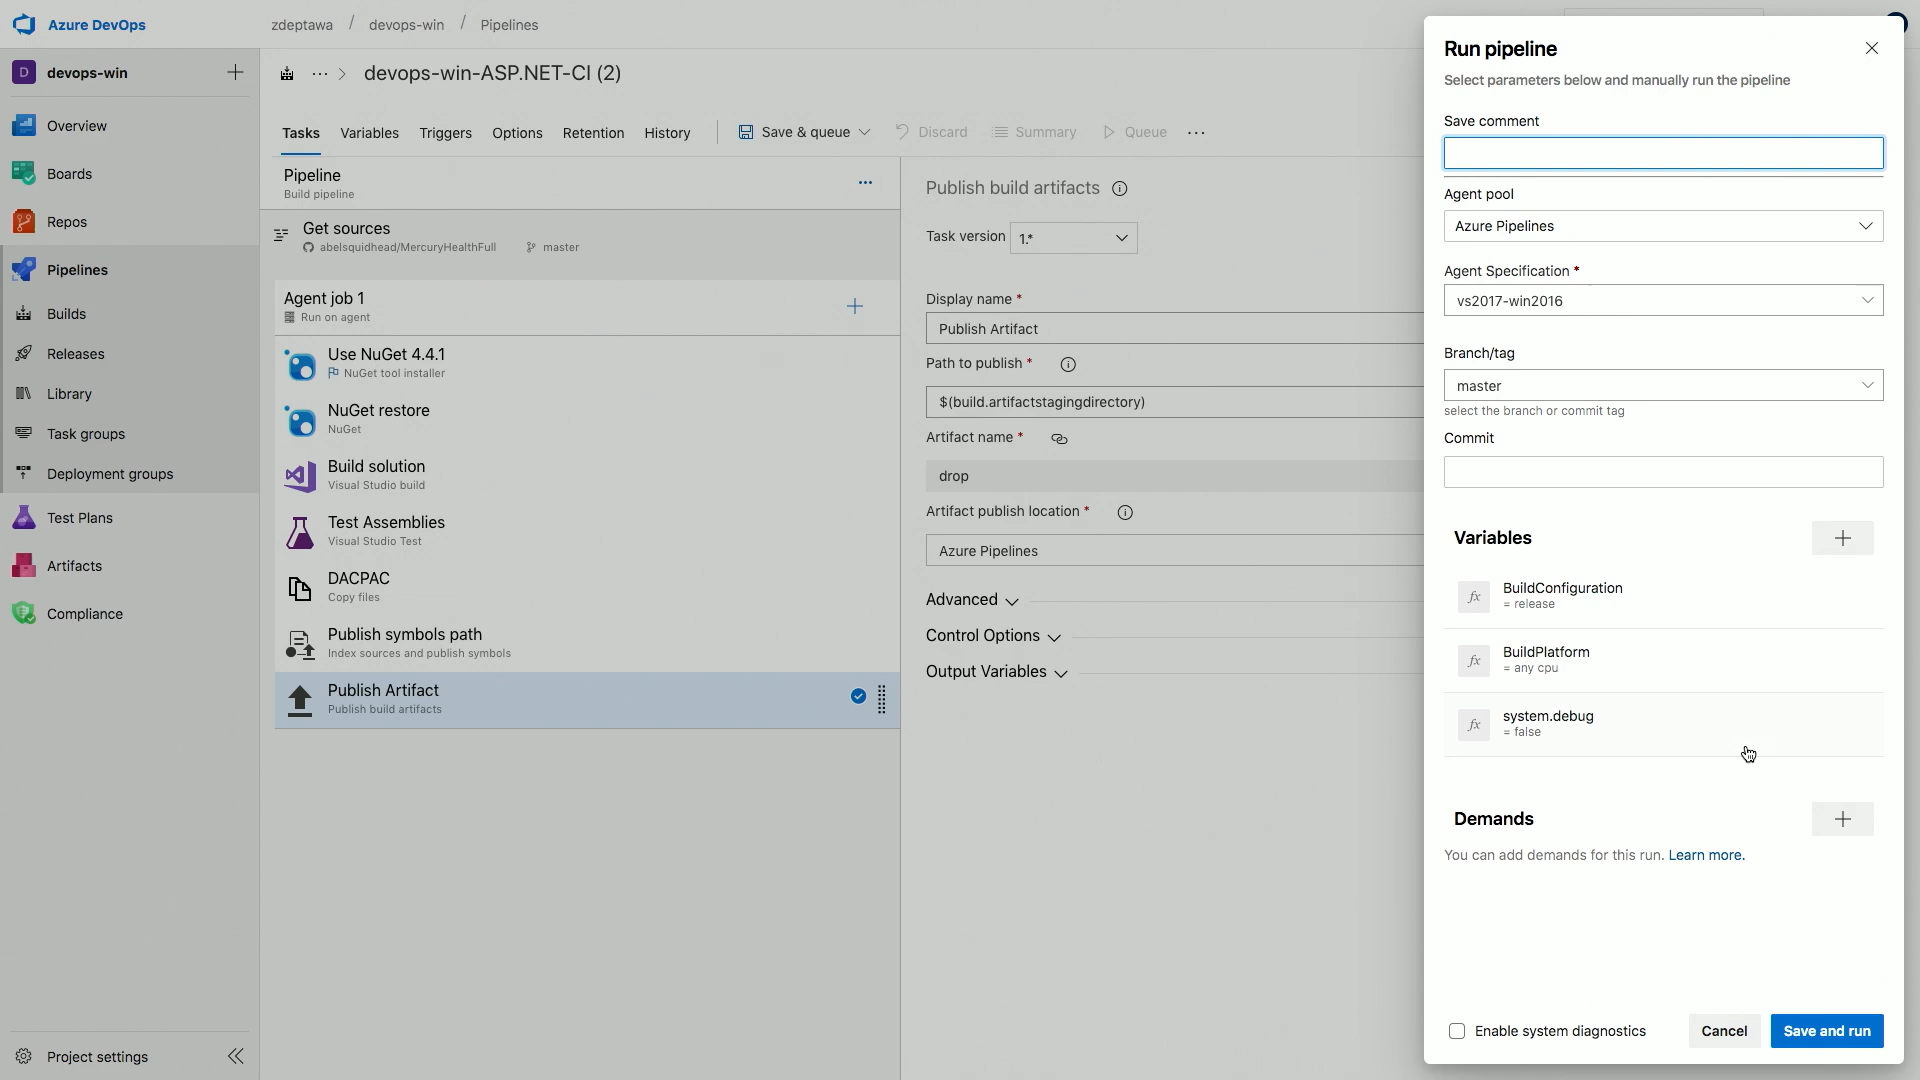 Azure DevOps
zdeptawa / devops-win / Pipelines
D devops-win
Overview
Boards
Repos
Pipelines
Builds
Releases
Library
Task groups
Deployment groups
Test Plans
Artifacts
Compliance
Project settings
... > devops-win-ASP.NET-CI (2)
Tasks Variables Triggers Options Retention History Save & queue Discard Summary Queue ...
Pipeline
Build pipeline
Get sources
abelsquidhead/MercuryHealthFull master
Agent job 1
Run on agent
Use NuGet 4.4.1
NuGet tool installer
NuGet restore
NuGet
Build solution
Visual Studio build
Test Assemblies
Visual Studio Test
DACPAC
Copy files
Publish symbols path
Index sources and publish symbols
Publish Artifact
Publish build artifacts
Publish build artifacts
Task version 1.*
Display name *
Publish Artifact
Path to publish *
$(build.artifactstagingdirectory)
Artifact name *
drop
Artifact publish location *
Azure Pipelines
Advanced
Control Options
Output Variables
Run pipeline
Select parameters below and manually run the pipeline
Save comment
Agent pool
Azure Pipelines
Agent Specification *
vs2017-win2016
Branch/tag
master
select the branch or commit tag
Commit
Variables
fx BuildConfiguration
= release
fx BuildPlatform
= any cpu
fx system.debug
= false
Demands
You can add demands for this run. Learn more.
Enable system diagnostics Cancel Save and run